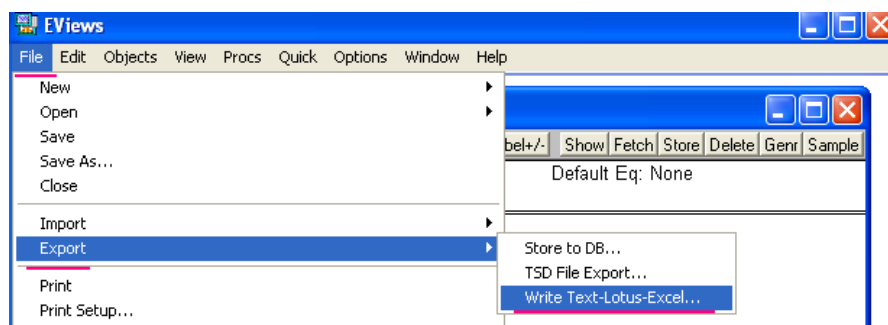 EViews
File Edit Objects View Procs Quick Options Window Help
New
Open
Save
Save As...
Close
Import
Export
Print
Print Setup...
bel+/- Show Fetch Store Delete Genr Sample
Default Eq: None
Store to DB...
TSD File Export...
Write Text-Lotus-Excel...